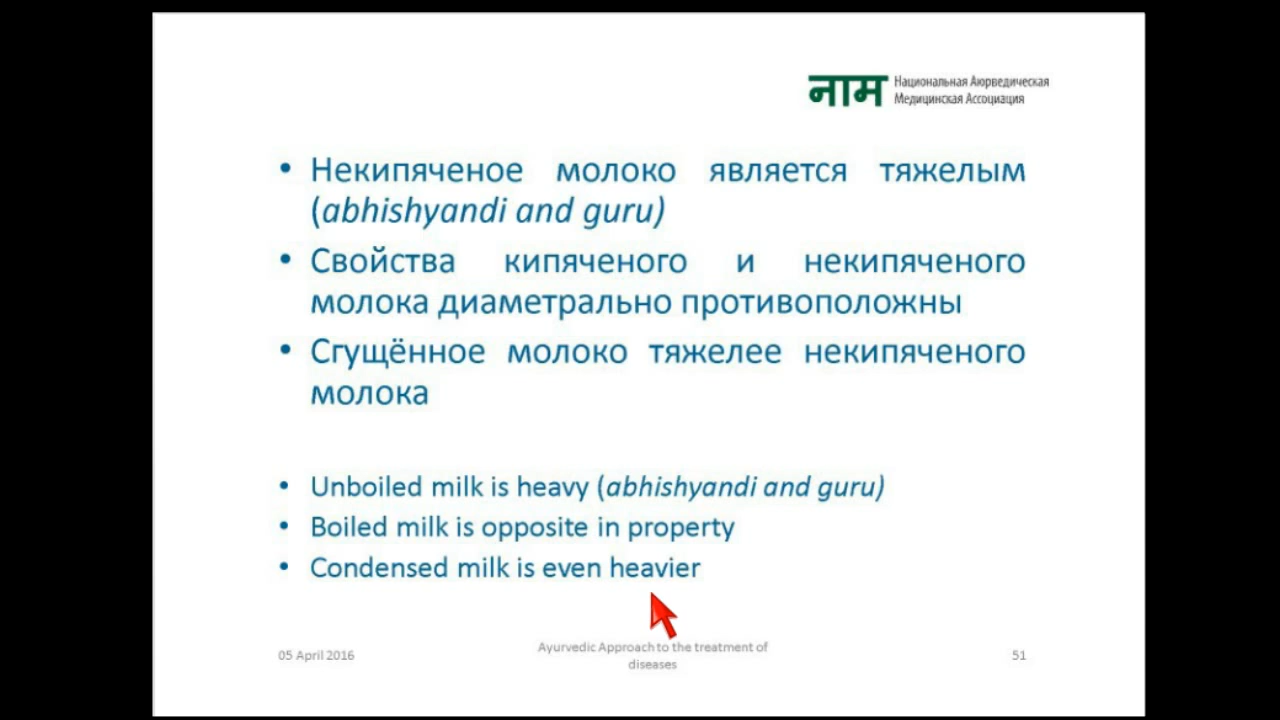 नाम Национальная Аюрведическая
Медицинская Ассоциация
• Некипяченое молоко является тяжелым
(abhishyandi and guru)
• Свойства кипяченого и некипяченого
молока диаметрально противоположны
• Сгущённое молоко тяжелее некипяченого
молока
• Unboiled milk is heavy (abhishyandi and guru)
• Boiled milk is opposite in property
• Condensed milk is even heavier
05 April 2016
Ayurvedic Approach to the treatment of
diseases
51